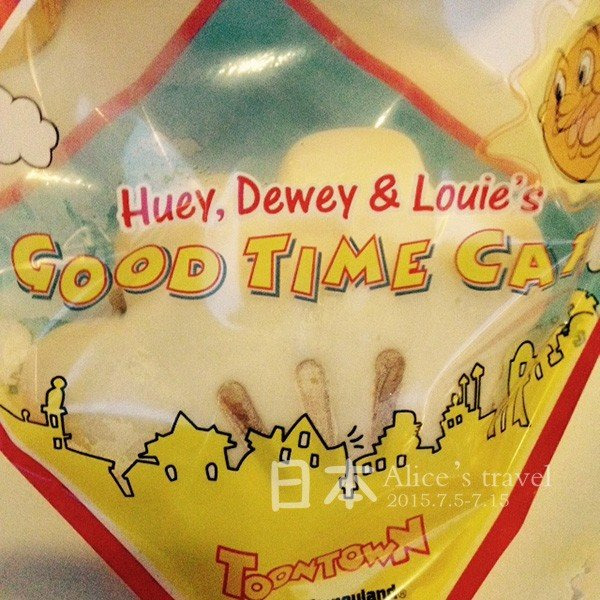 Huey, Dewey & Louie's
GOOD TIME CA
日本 Alice's travel
2015.7.5-7.15
TOONTOWN